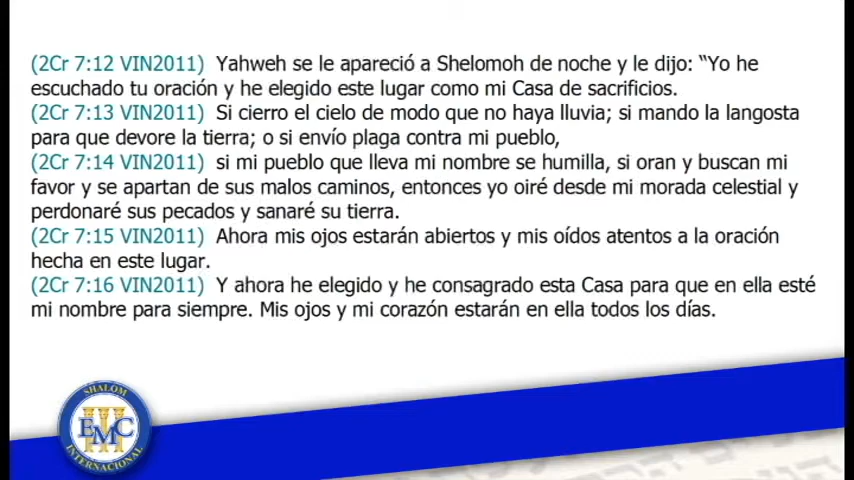 (2Cr 7:12 VIN2011) Yahweh se le apareció a Shelomoh de noche y le dijo: “Yo he
escuchado tu oración y he elegido este lugar como mi Casa de sacrificios.
(2Cr 7:13 VIN2011) Si cierro el cielo de modo que no haya lluvia; si mando la langosta
para que devore la tierra; o si envío plaga contra mi pueblo,
(2Cr 7:14 VIN2011) si mi pueblo que lleva mi nombre se humilla, si oran y buscan mi
favor y se apartan de sus malos caminos, entonces yo oiré desde mi morada celestial y
perdonaré sus pecados y sanaré su tierra.
(2Cr 7:15 VIN2011) Ahora mis ojos estarán abiertos y mis oídos atentos a la oración
hecha en este lugar.
(2Cr 7:16 VIN2011) Y ahora he elegido y he consagrado esta Casa para que en ella esté
mi nombre para siempre. Mis ojos y mi corazón estarán en ella todos los días.
SHALOM
EMC
INTERNACIONAL